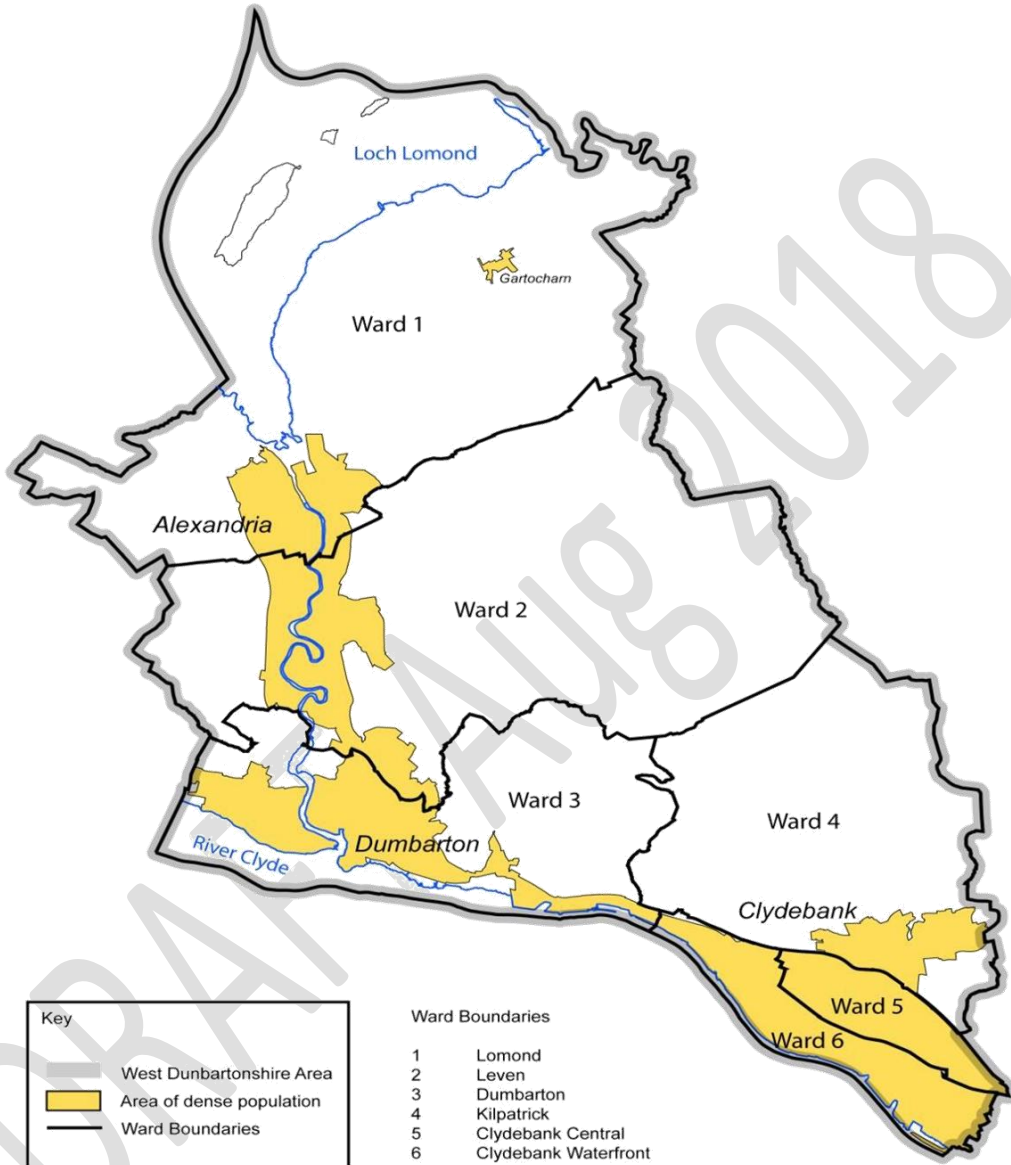 Loch Lomond
Gartocharn
Ward 1
Alexandria
Ward 2
Ward 3
Ward 4
River Clyde
Dumbarton
Clydebank
Ward 5
Ward 6
Key
West Dunbartonshire Area
Area of dense population
Ward Boundaries
Ward Boundaries
1 Lomond
2 Leven
3 Dumbarton
4 Kilpatrick
5 Clydebank Central
6 Clydebank Waterfront
DRAFT Aug 2018